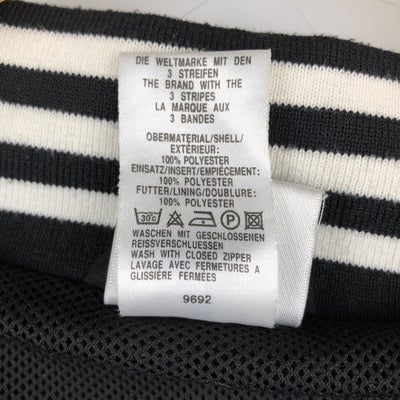 DIE WELTMARKE MIT DEN
3 STREIFEN
THE BRAND WITH THE
3 STRIPES
LA MARQUE AUX
3 BANDES
OBERMATERIAL/SHELL/
EXTÉRIEUR:
100% POLYESTER
EINSATZ/INSERT/EMPIÈCEMENT:
100% POLYESTER
FUTTER/LINING/DOUBLURE:
100% POLYESTER
30°C P
WASCHEN MIT GESCHLOSSENEN
REISSVERSCHLUESSEN
WASH WITH CLOSED ZIPPER
LAVAGE AVEC FERMETURES A
GLISSIÈRE FERMÉES
9692